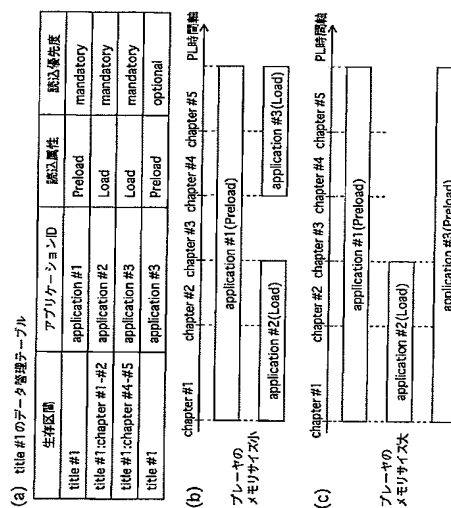 (a) title #1のデータ管理テーブル
生存区間 アプリケーションID 読込属性 読込優先度
title #1 application #1 Preload mandatory
title #1:chapter #1-#2 application #2 Load mandatory
title #1:chapter #4-#5 application #3 Load mandatory
title #1 application #3 Preload optional
(b)
chapter #1 chapter #2 chapter #3 chapter #4 chapter #5 PL時間軸
プレーヤの
メモリサイズ小
application #1(Preload)
application #2(Load)
application #3(Load)
(c)
chapter #1 chapter #2 chapter #3 chapter #4 chapter #5 PL時間軸
プレーヤの
メモリサイズ大
application #1(Preload)
application #2(Load)
application #3(Preload)